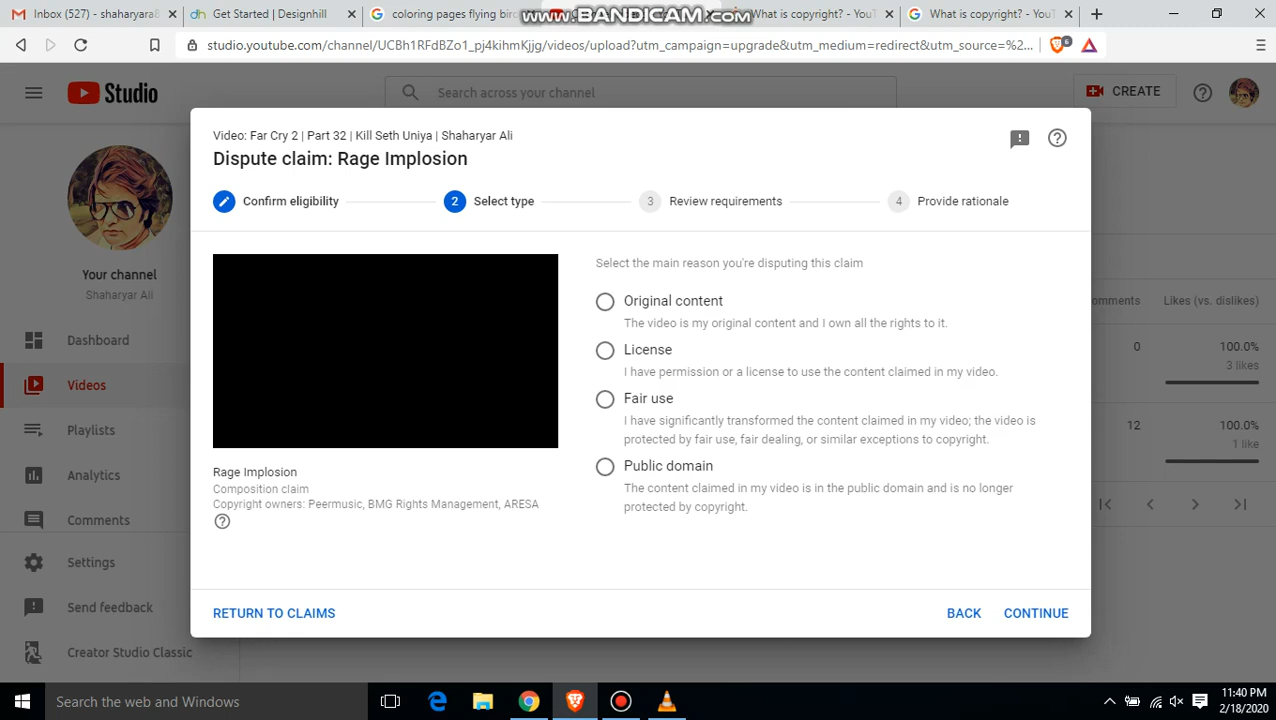 Inbox (527) - shaharyara8
Get Started | Designhill
coloring pages flying bird
www.BANDICAM.com
What is copyright? - YouT
What is copyright? - YouT
studio.youtube.com/channel/UCBh1RFdBZo1_pj4kihmKjjg/videos/upload?utm_campaign=upgrade&utm_medium=redirect&utm_source=%2...
6
Studio
Search across your channel
CREATE
Video: Far Cry 2 | Part 32 | Kill Seth Uniya | Shaharyar Ali
Dispute claim: Rage Implosion
Confirm eligibility
2 Select type
3 Review requirements
4 Provide rationale
Your channel
Shaharyar Ali
Dashboard
Videos
Playlists
Analytics
Comments
Settings
Send feedback
Creator Studio Classic
Select the main reason you're disputing this claim
Original content
The video is my original content and I own all the rights to it.
License
I have permission or a license to use the content claimed in my video.
Fair use
I have significantly transformed the content claimed in my video; the video is
protected by fair use, fair dealing, or similar exceptions to copyright.
Public domain
The content claimed in my video is in the public domain and is no longer
protected by copyright.
Rage Implosion
Composition claim
Copyright owners: Peermusic, BMG Rights Management, ARESA
RETURN TO CLAIMS
BACK
CONTINUE
omments
Likes (vs. dislikes)
0
100.0%
3 likes
12
100.0%
1 like
Search the web and Windows
11:40 PM
2/18/2020